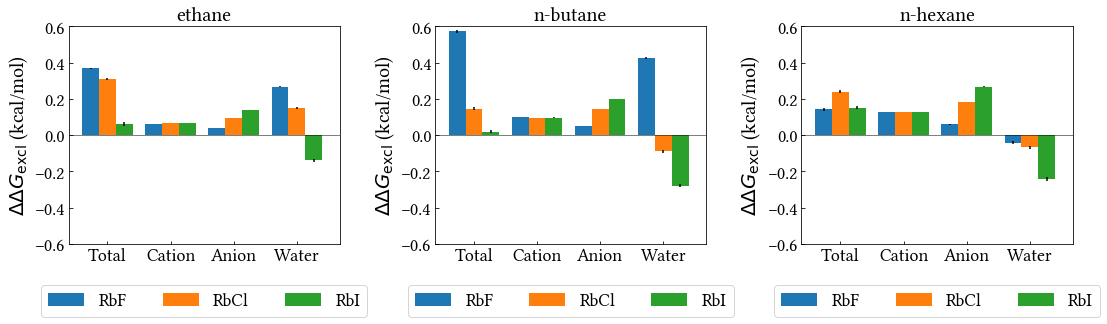 ethane
ΔΔG_excl (kcal/mol)
0.6
0.4
0.2
0.0
−0.2
−0.4
−0.6
Total Cation Anion Water
RbF RbCl RbI
n-butane
ΔΔG_excl (kcal/mol)
0.6
0.4
0.2
0.0
−0.2
−0.4
−0.6
Total Cation Anion Water
RbF RbCl RbI
n-hexane
ΔΔG_excl (kcal/mol)
0.6
0.4
0.2
0.0
−0.2
−0.4
−0.6
Total Cation Anion Water
RbF RbCl RbI